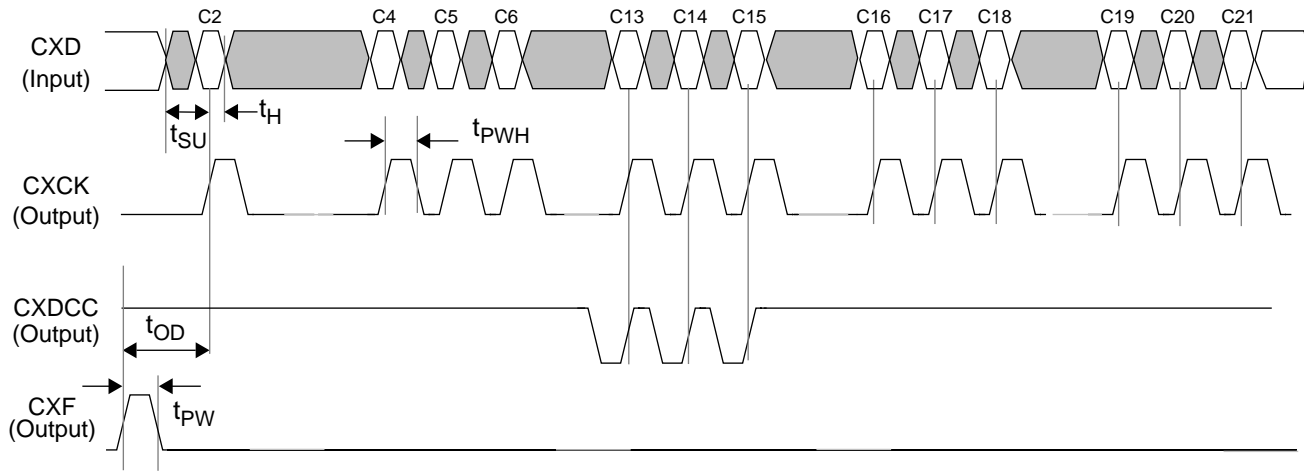 C2 C4 C5 C6 C13 C14 C15 C16 C17 C18 C19 C20 C21
CXD
(Input)
tSU
tH
tPWH
CXCK
(Output)
CXDCC
(Output)
tOD
CXF
(Output)
tPW